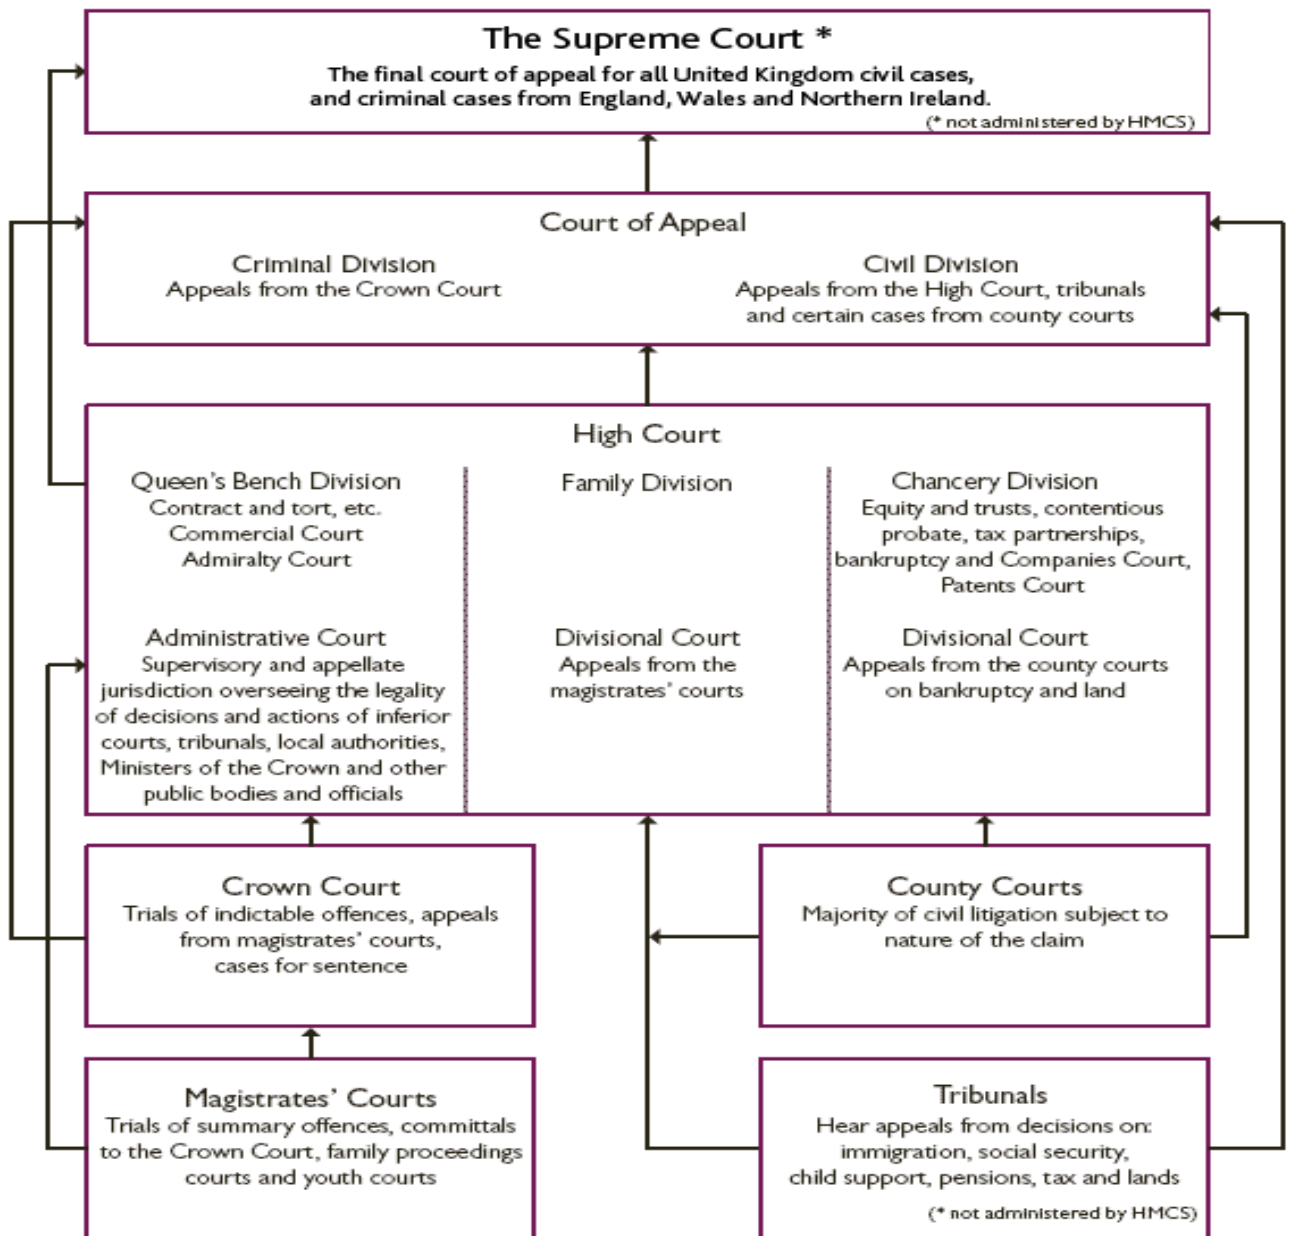 The Supreme Court *
The final court of appeal for all United Kingdom civil cases,
and criminal cases from England, Wales and Northern Ireland.
(* not administered by HMCS)
Court of Appeal
Criminal Division
Appeals from the Crown Court
Civil Division
Appeals from the High Court, tribunals
and certain cases from county courts
High Court
Queen's Bench Division
Contract and tort, etc.
Commercial Court
Admiralty Court
Administrative Court
Supervisory and appellate
jurisdiction overseeing the legality
of decisions and actions of inferior
courts, tribunals, local authorities,
Ministers of the Crown and other
public bodies and officials
Family Division
Divisional Court
Appeals from the
magistrates' courts
Chancery Division
Equity and trusts, contentious
probate, tax partnerships,
bankruptcy and Companies Court,
Patents Court
Divisional Court
Appeals from the county courts
on bankruptcy and land
Crown Court
Trials of indictable offences, appeals
from magistrates' courts,
cases for sentence
County Courts
Majority of civil litigation subject to
nature of the claim
Magistrates' Courts
Trials of summary offences, committals
to the Crown Court, family proceedings
courts and youth courts
Tribunals
Hear appeals from decisions on:
immigration, social security,
child support, pensions, tax and lands
(* not administered by HMCS)